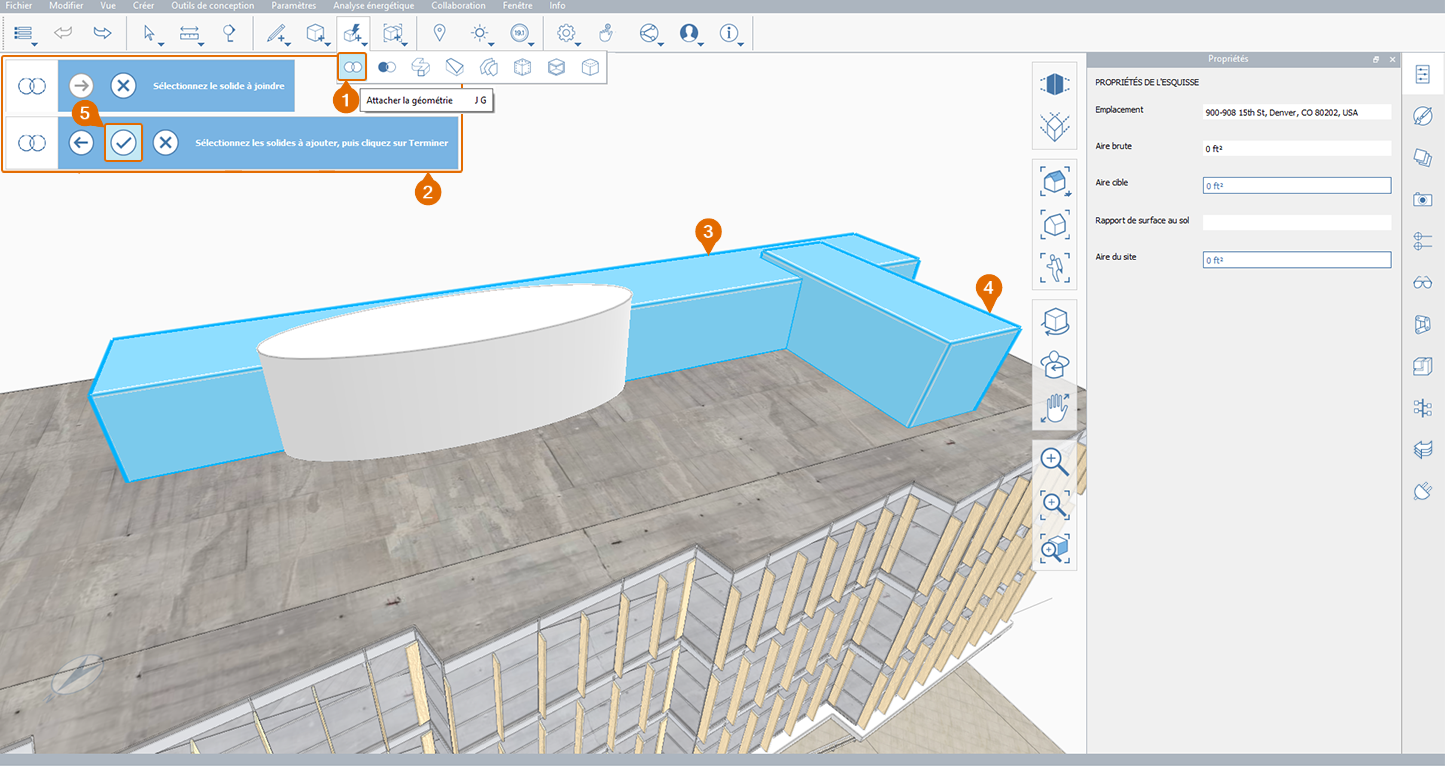 Fichier Modifier Vue Créer Outils de conception Paramètres Analyse énergétique Collaboration Fenêtre Info
19.1
Propriétés
Sélectionnez le solide à joindre
1
Attacher la géométrie J G
5
Sélectionnez les solides à ajouter, puis cliquez sur Terminer
2
3
4
PROPRIÉTÉS DE L'ESQUISSE
Emplacement 900-908 15th St, Denver, CO 80202, USA
Aire brute 0 ft²
Aire cible 0 ft²
Rapport de surface au sol
Aire du site 0 ft²